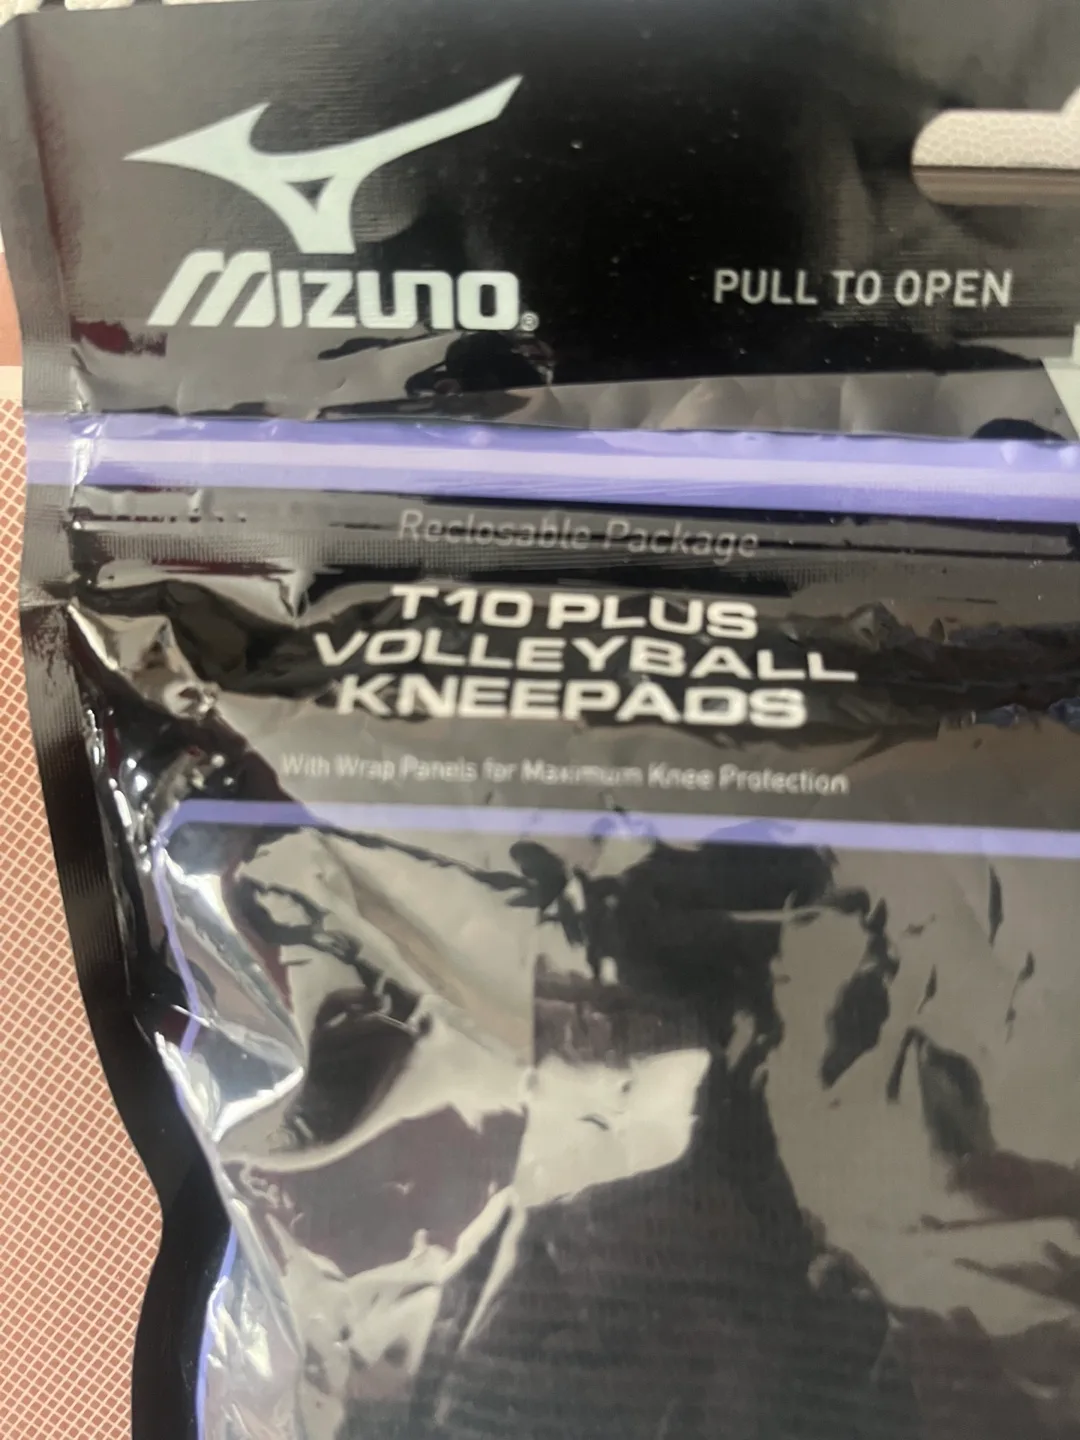 MIZUNO®
PULL TO OPEN
Reclosable Package
T10 PLUS
VOLLEYBALL
KNEEPADS
With Wrap Panels for Maximum Knee Protection